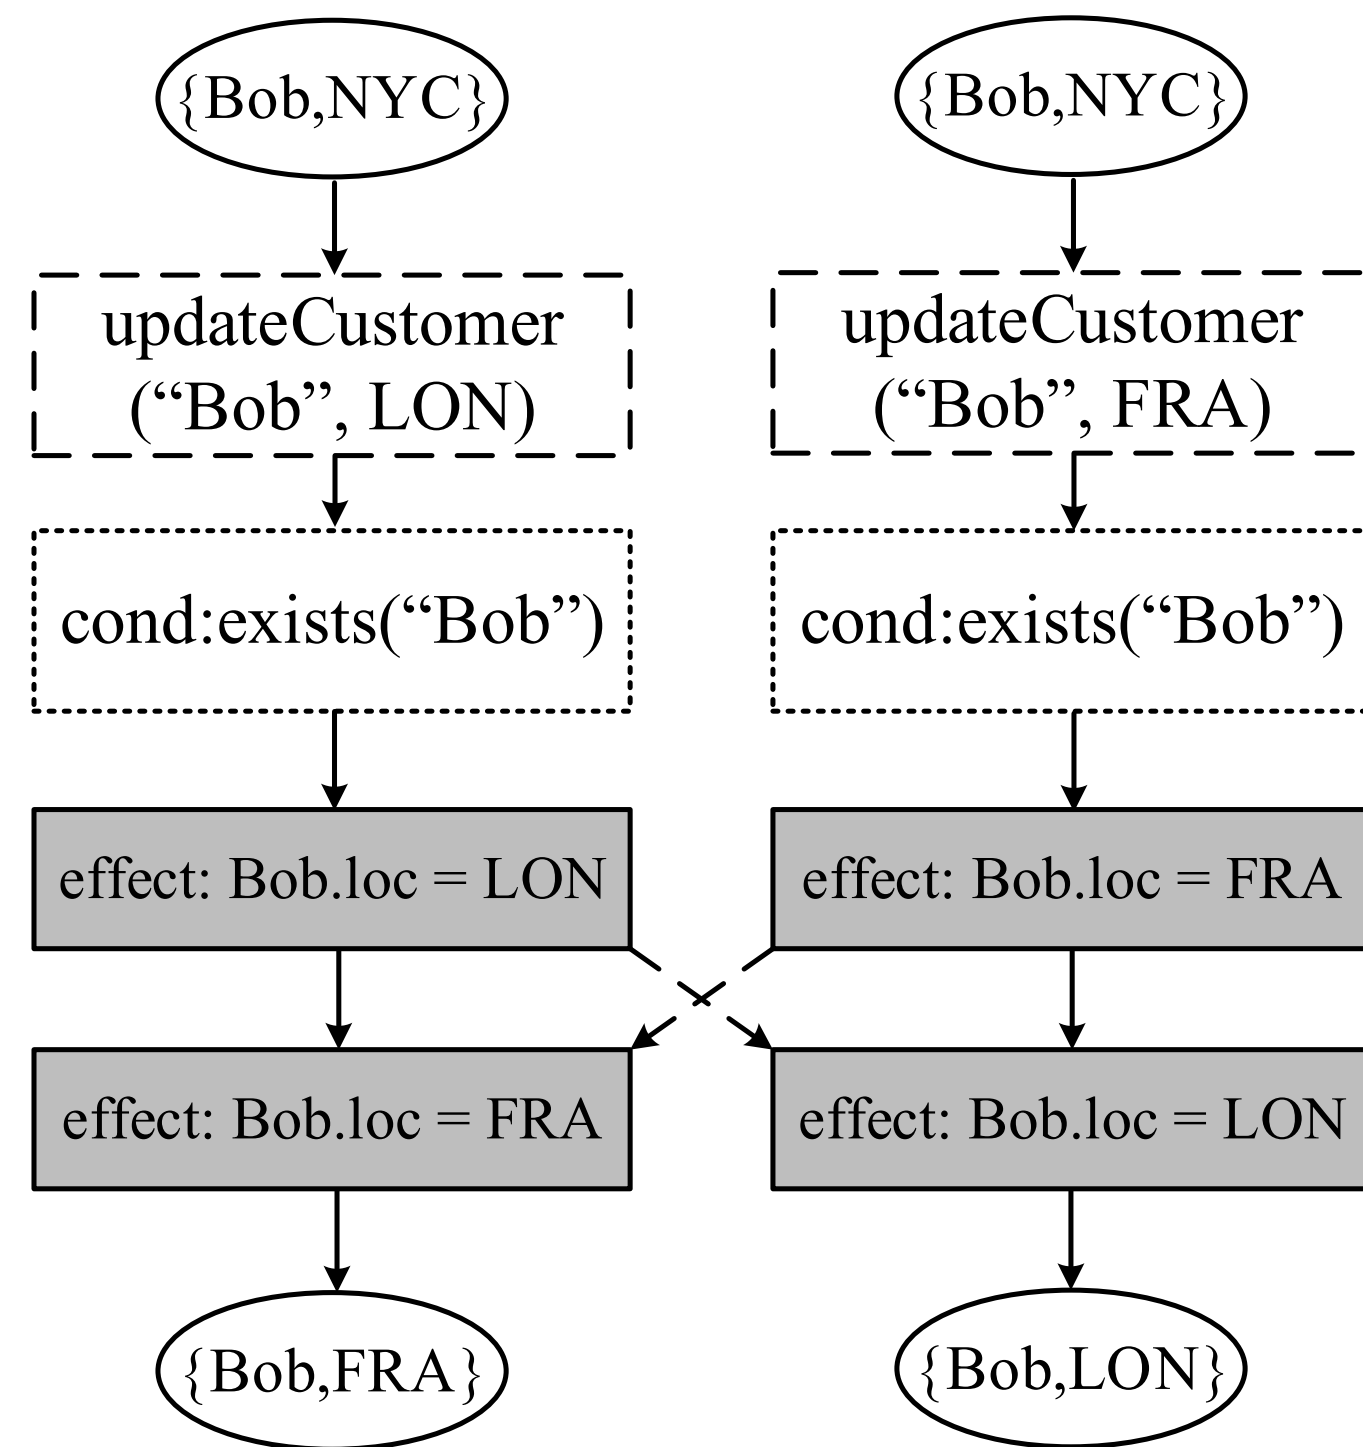 {Bob,NYC}
updateCustomer
(“Bob”, LON)
cond:exists(“Bob”)
effect: Bob.loc = LON
effect: Bob.loc = FRA
{Bob,FRA}
{Bob,NYC}
updateCustomer
(“Bob”, FRA)
cond:exists(“Bob”)
effect: Bob.loc = FRA
effect: Bob.loc = LON
{Bob,LON}